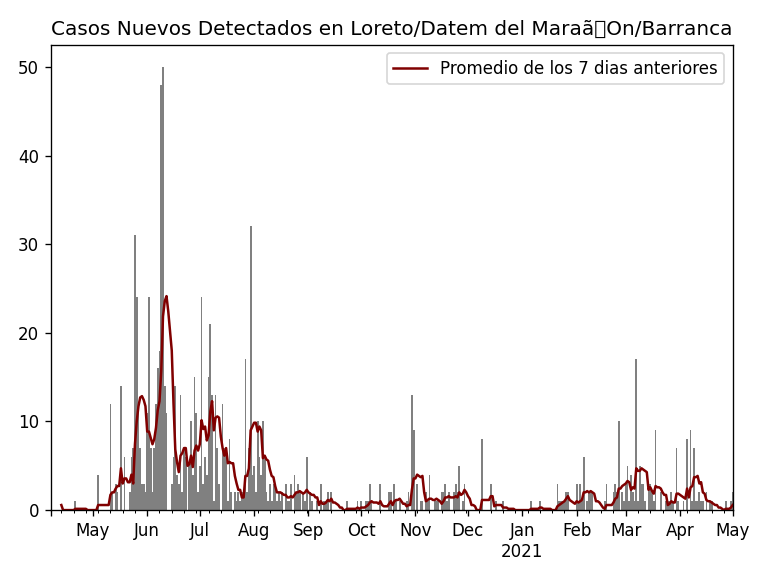 Casos Nuevos Detectados en Loreto/Datem del Maraã▯On/Barranca
Promedio de los 7 dias anteriores
50
40
30
20
10
0
May Jun Jul Aug Sep Oct Nov Dec Jan Feb Mar Apr May
2021